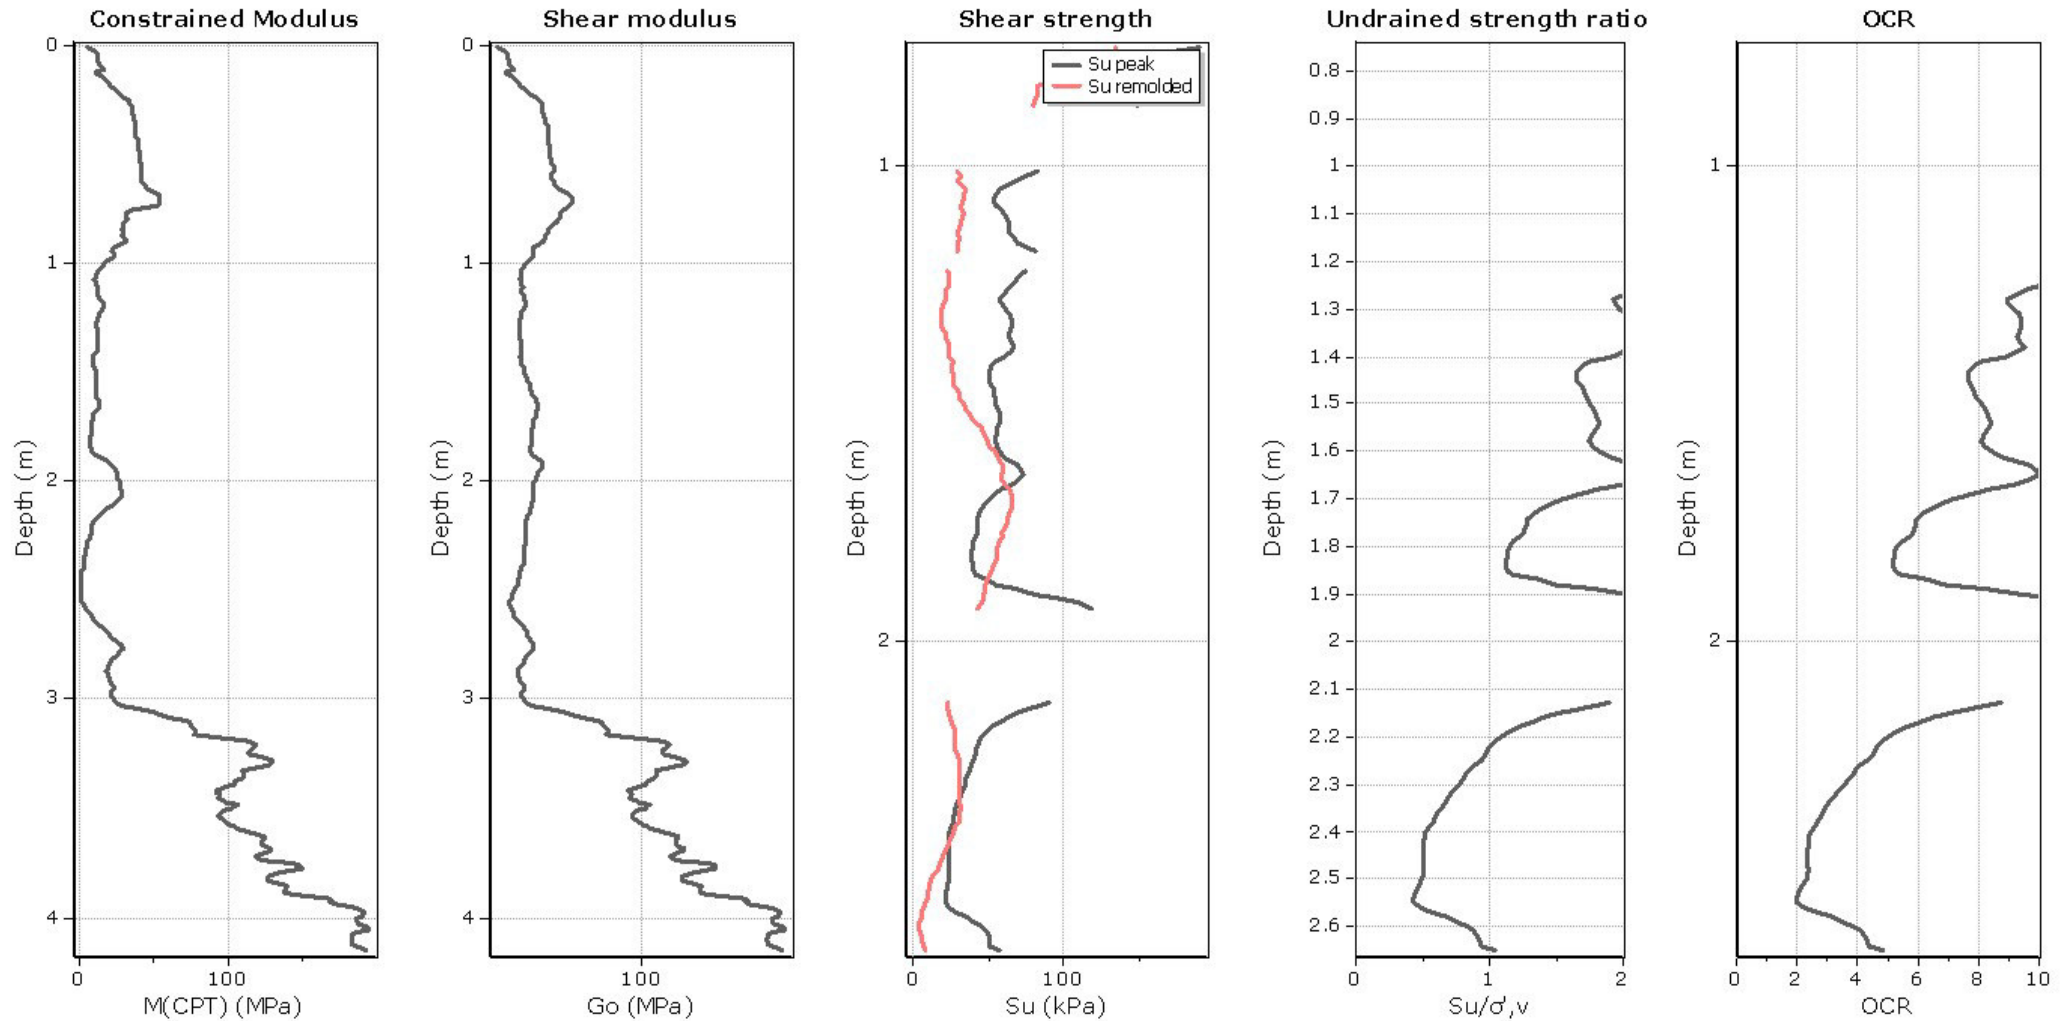 Constrained Modulus
0
1
2
3
4
Depth (m)
0
100
M(CPT) (MPa)
Shear modulus
0
1
2
3
4
Depth (m)
100
Go (MPa)
Shear strength
Su peak
Su remolded
1
2
Depth (m)
0
100
Su (kPa)
Undrained strength ratio
0.8
0.9
1
1.1
1.2
1.3
1.4
1.5
1.6
1.7
1.8
1.9
2
2.1
2.2
2.3
2.4
2.5
2.6
Depth (m)
0
1
2
Su/σ',v
OCR
1
2
Depth (m)
0
2
4
6
8
10
OCR